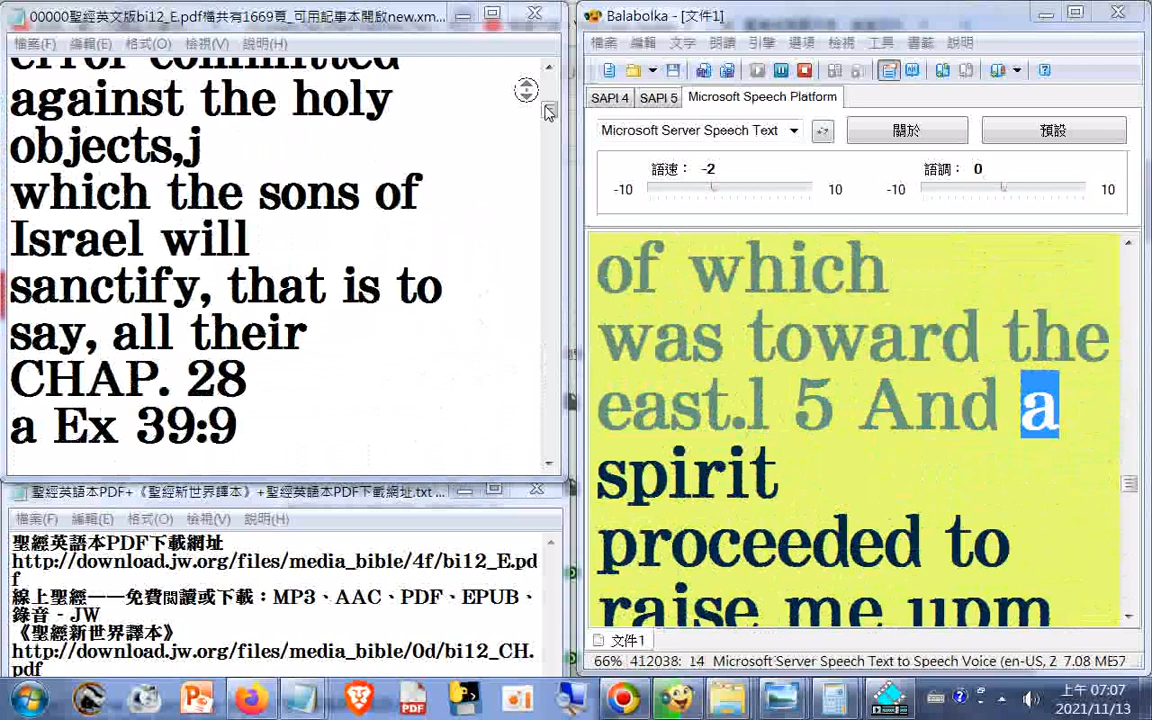 00000聖經英文版bi12_E.pdf檔共有1669頁_可用記事本開啟new.xm...
檔案(F) 編輯(E) 格式(O) 檢視(V) 說明(H)
error committed
against the holy
objects,j
which the sons of
Israel will
sanctify, that is to
say, all their
CHAP. 28
a Ex 39:9
聖經英語本PDF+《聖經新世界譯本》+聖經英語本PDF下載網址.txt ...
檔案(F) 編輯(E) 格式(O) 檢視(V) 說明(H)
聖經英語本PDF下載網址
http://download.jw.org/files/media_bible/4f/bi12_E.pd
f
線上聖經——免費閱讀或下載：MP3、AAC、PDF、EPUB、
錄音 - JW
《聖經新世界譯本》
http://download.jw.org/files/media_bible/0d/bi12_CH.
pdf
Balabolka - [文件1]
檔案 編輯 文字 朗讀 引擎 選項 檢視 工具 書籤 說明
SAPI 4 SAPI 5 Microsoft Speech Platform
Microsoft Server Speech Text 關於 預設
語速： -2 語調： 0
-10 10 -10 10
of which
was toward the
east.l 5 And a
spirit
proceeded to
raise me upm
文件1
66% 412038: 14 Microsoft Server Speech Text to Speech Voice (en-US, Z 7.08 ME57
上午 07:07
2021/11/13